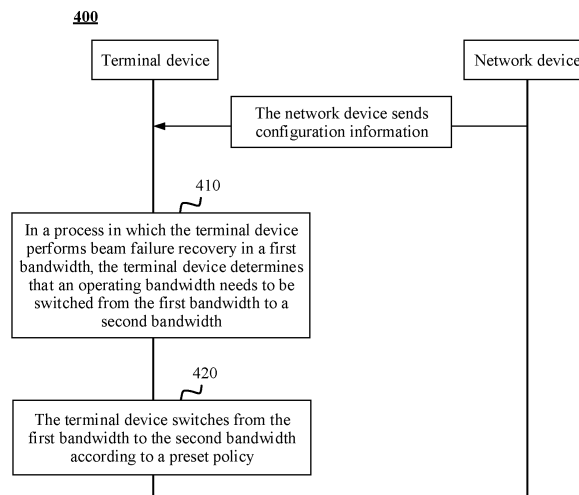 400
Terminal device
Network device
The network device sends
configuration information
410
In a process in which the terminal device
performs beam failure recovery in a first
bandwidth, the terminal device determines
that an operating bandwidth needs to be
switched from the first bandwidth to a
second bandwidth
420
The terminal device switches from the
first bandwidth to the second bandwidth
according to a preset policy